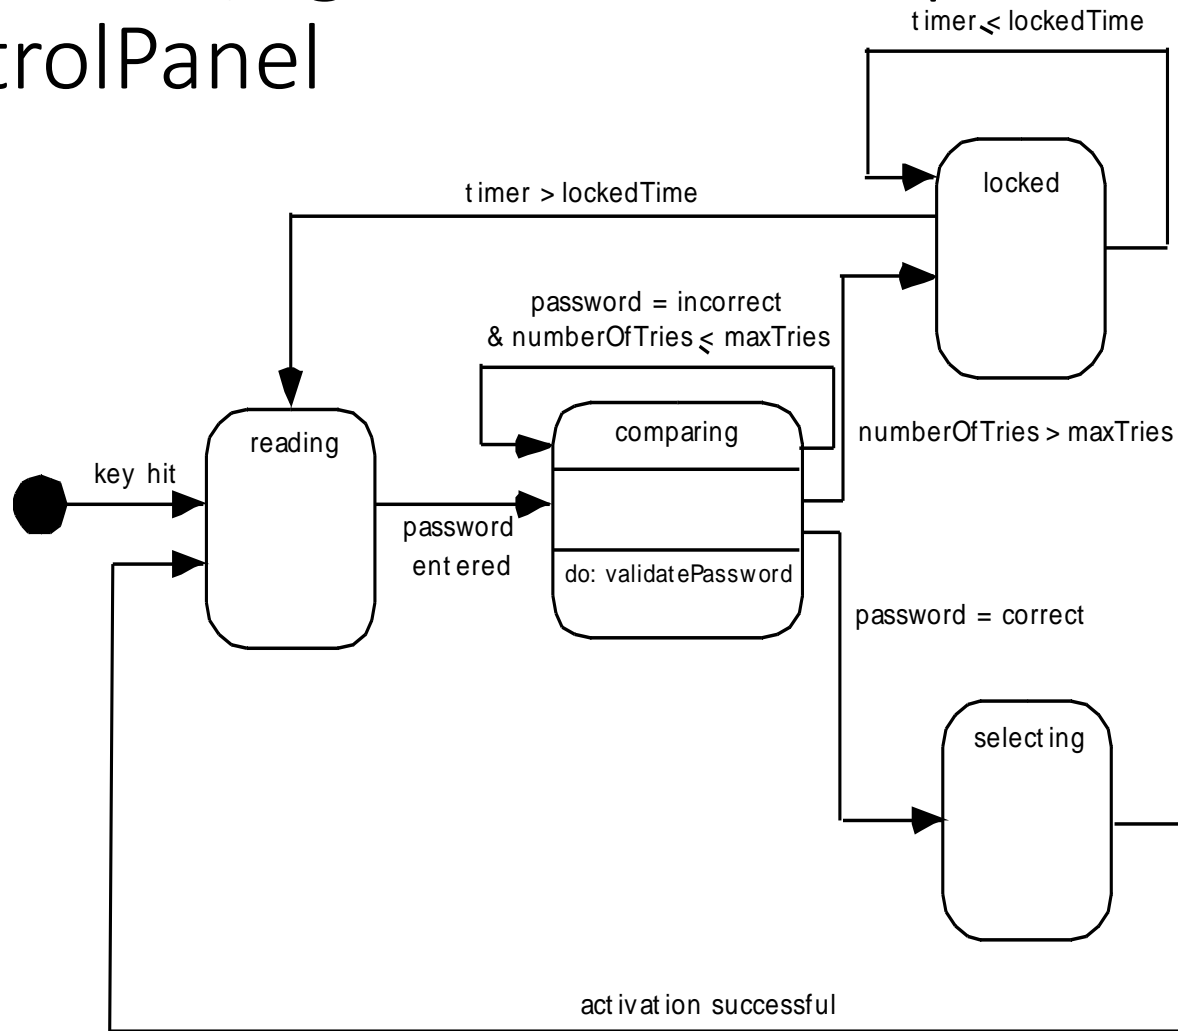 trolPanel
timer < lockedTime
locked
timer > lockedTime
password = incorrect
& numberOfTries < maxTries
comparing
numberOfTries > maxTries
reading
key hit
password
entered
do: validatePassword
password = correct
selecting
activation successful